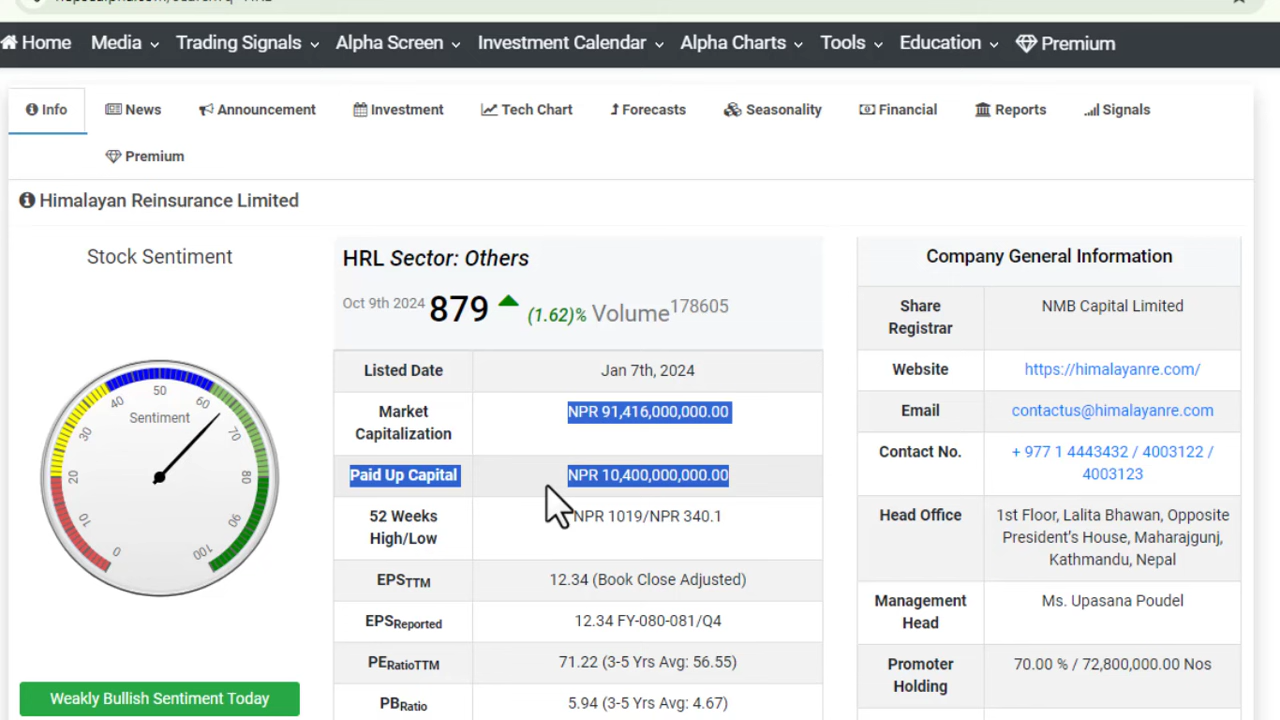 Home Media Trading Signals Alpha Screen Investment Calendar Alpha Charts Tools Education Premium
Info News Announcement Investment Tech Chart Forecasts Seasonality Financial Reports Signals
Premium
Himalayan Reinsurance Limited
Stock Sentiment
0
10
20
30
40
50
60
70
80
90
100
Sentiment
Weakly Bullish Sentiment Today
HRL Sector: Others
Oct 9th 2024 879 (1.62)% Volume 178605
Listed Date Jan 7th, 2024
Market Capitalization NPR 91,416,000,000.00
Paid Up Capital NPR 10,400,000,000.00
52 Weeks High/Low NPR 1019/NPR 340.1
EPSTTM 12.34 (Book Close Adjusted)
EPSReported 12.34 FY-080-081/Q4
PERatioTTM 71.22 (3-5 Yrs Avg: 56.55)
PBRatio 5.94 (3-5 Yrs Avg: 4.67)
Company General Information
Share Registrar NMB Capital Limited
Website https://himalayanre.com/
Email contactus@himalayanre.com
Contact No. + 977 1 4443432 / 4003122 /
4003123
Head Office 1st Floor, Lalita Bhawan, Opposite
President's House, Maharajgunj,
Kathmandu, Nepal
Management Head Ms. Upasana Poudel
Promoter Holding 70.00 % / 72,800,000.00 Nos